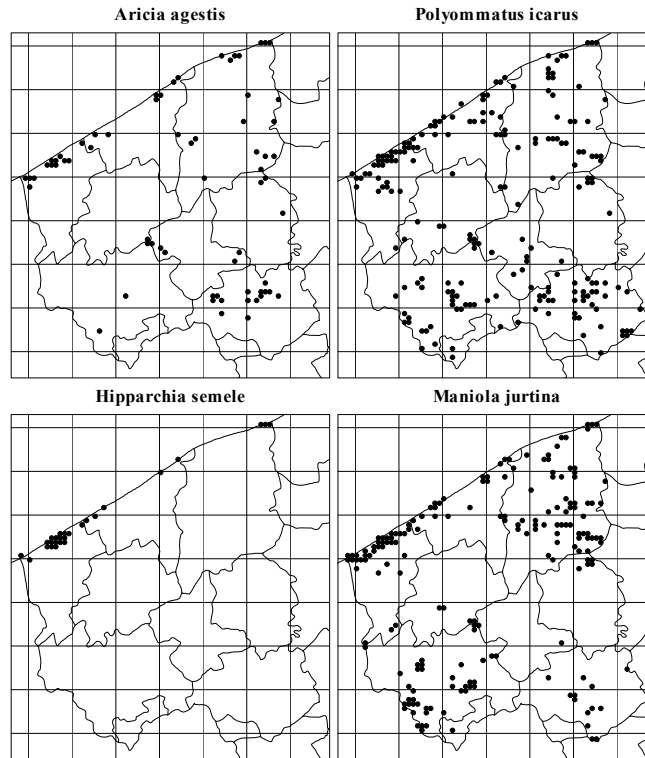 Aricia agestis
Polyommatus icarus
Hipparchia semele
Maniola jurtina